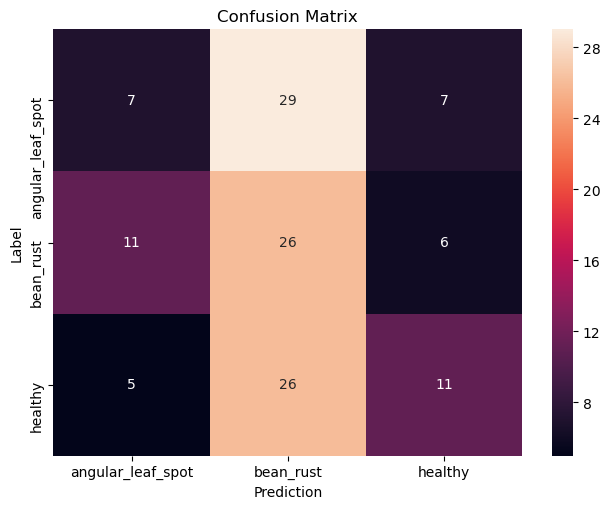 Confusion Matrix
Label
angular_leaf_spot
7 29 7
bean_rust
11 26 6
healthy
5 26 11
angular_leaf_spot bean_rust healthy
Prediction
28
24
20
16
12
8